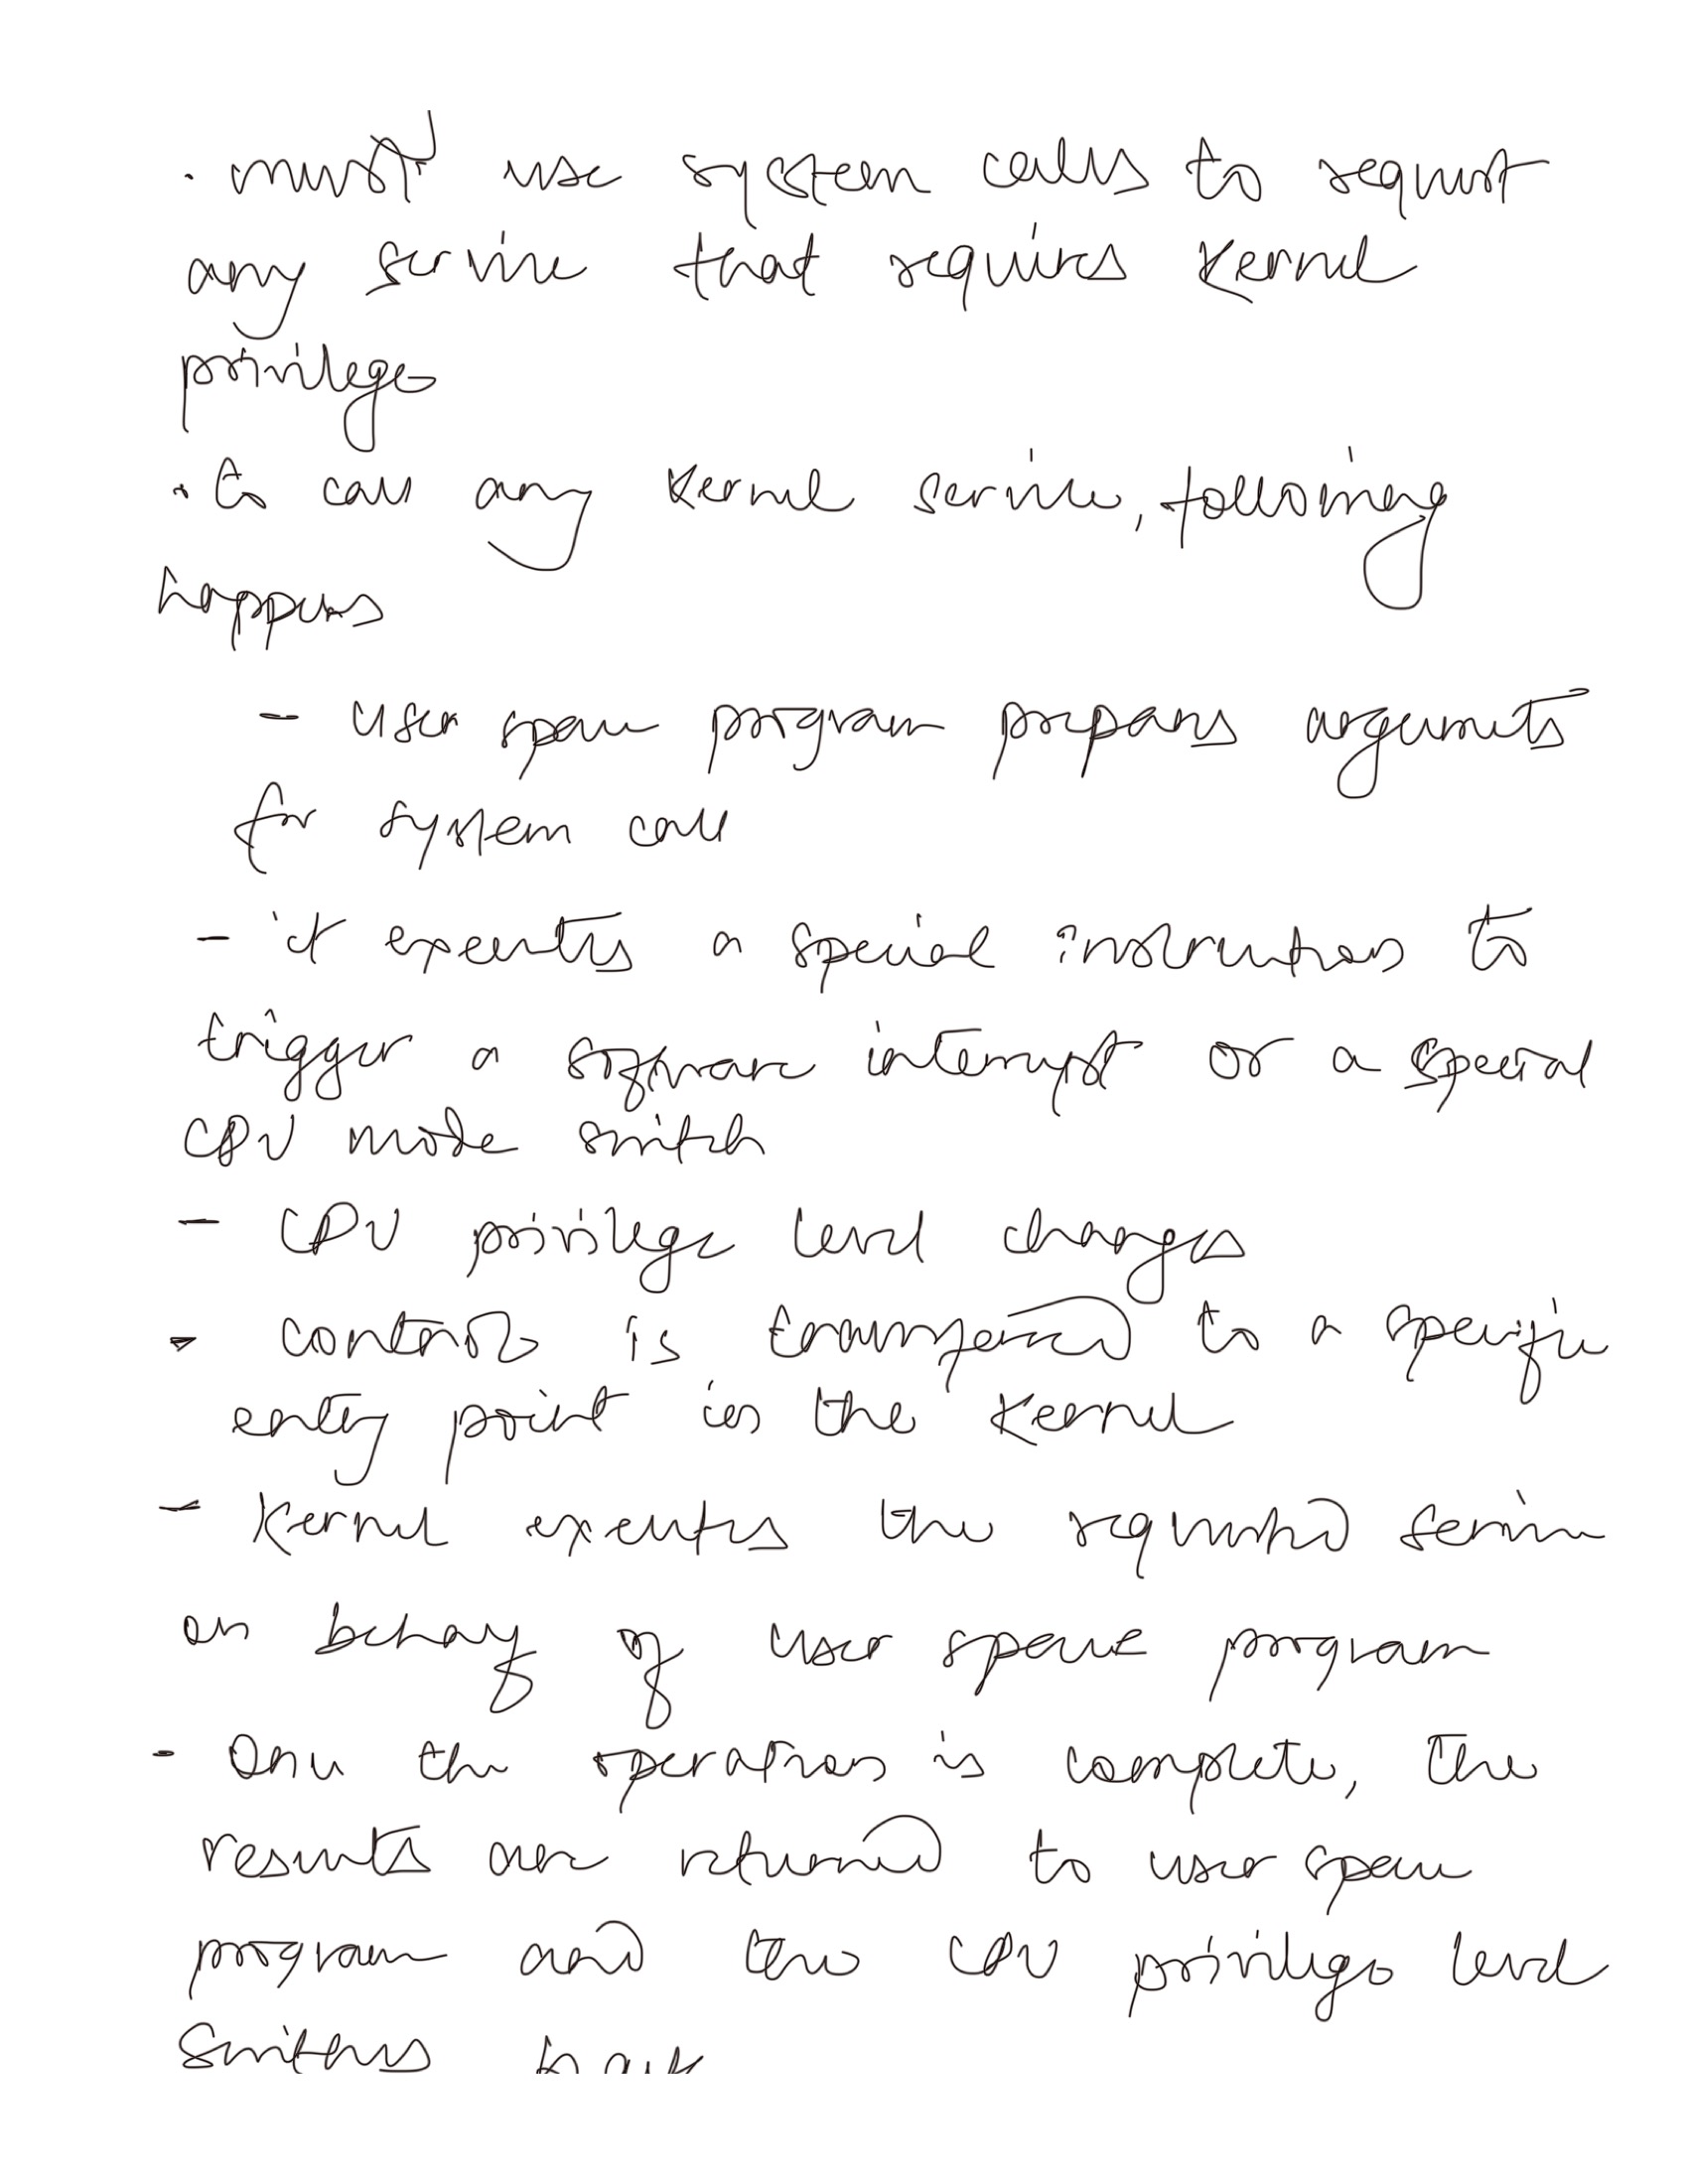 · must use system calls to request
any service that requires Kernel
privilege
· to call any Kernel service, following
happens
- user space program prepares arguments
for system call
- it executes a special instructions to
trigger a software interrupt or a special
CPU mode switch
- CPU privilege level changes
- control is transferred to a specific
entry point in the Kernel
- Kernel executes the requested service
on behalf of user space program
- Once the operation is complete, the
results are returned to user space
program and the CPU privilege level
Switches back